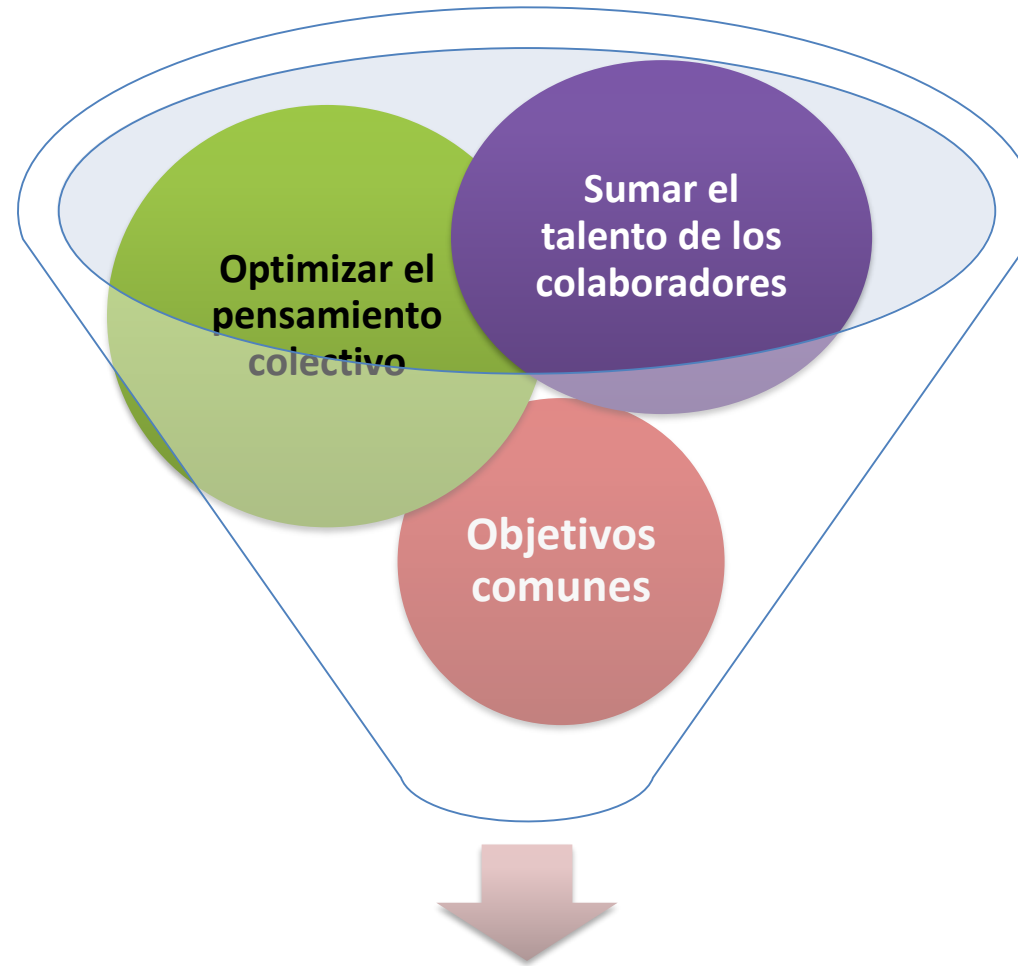 Optimizar el
pensamiento
colectivo
Sumar el
talento de los
colaboradores
Objetivos
comunes